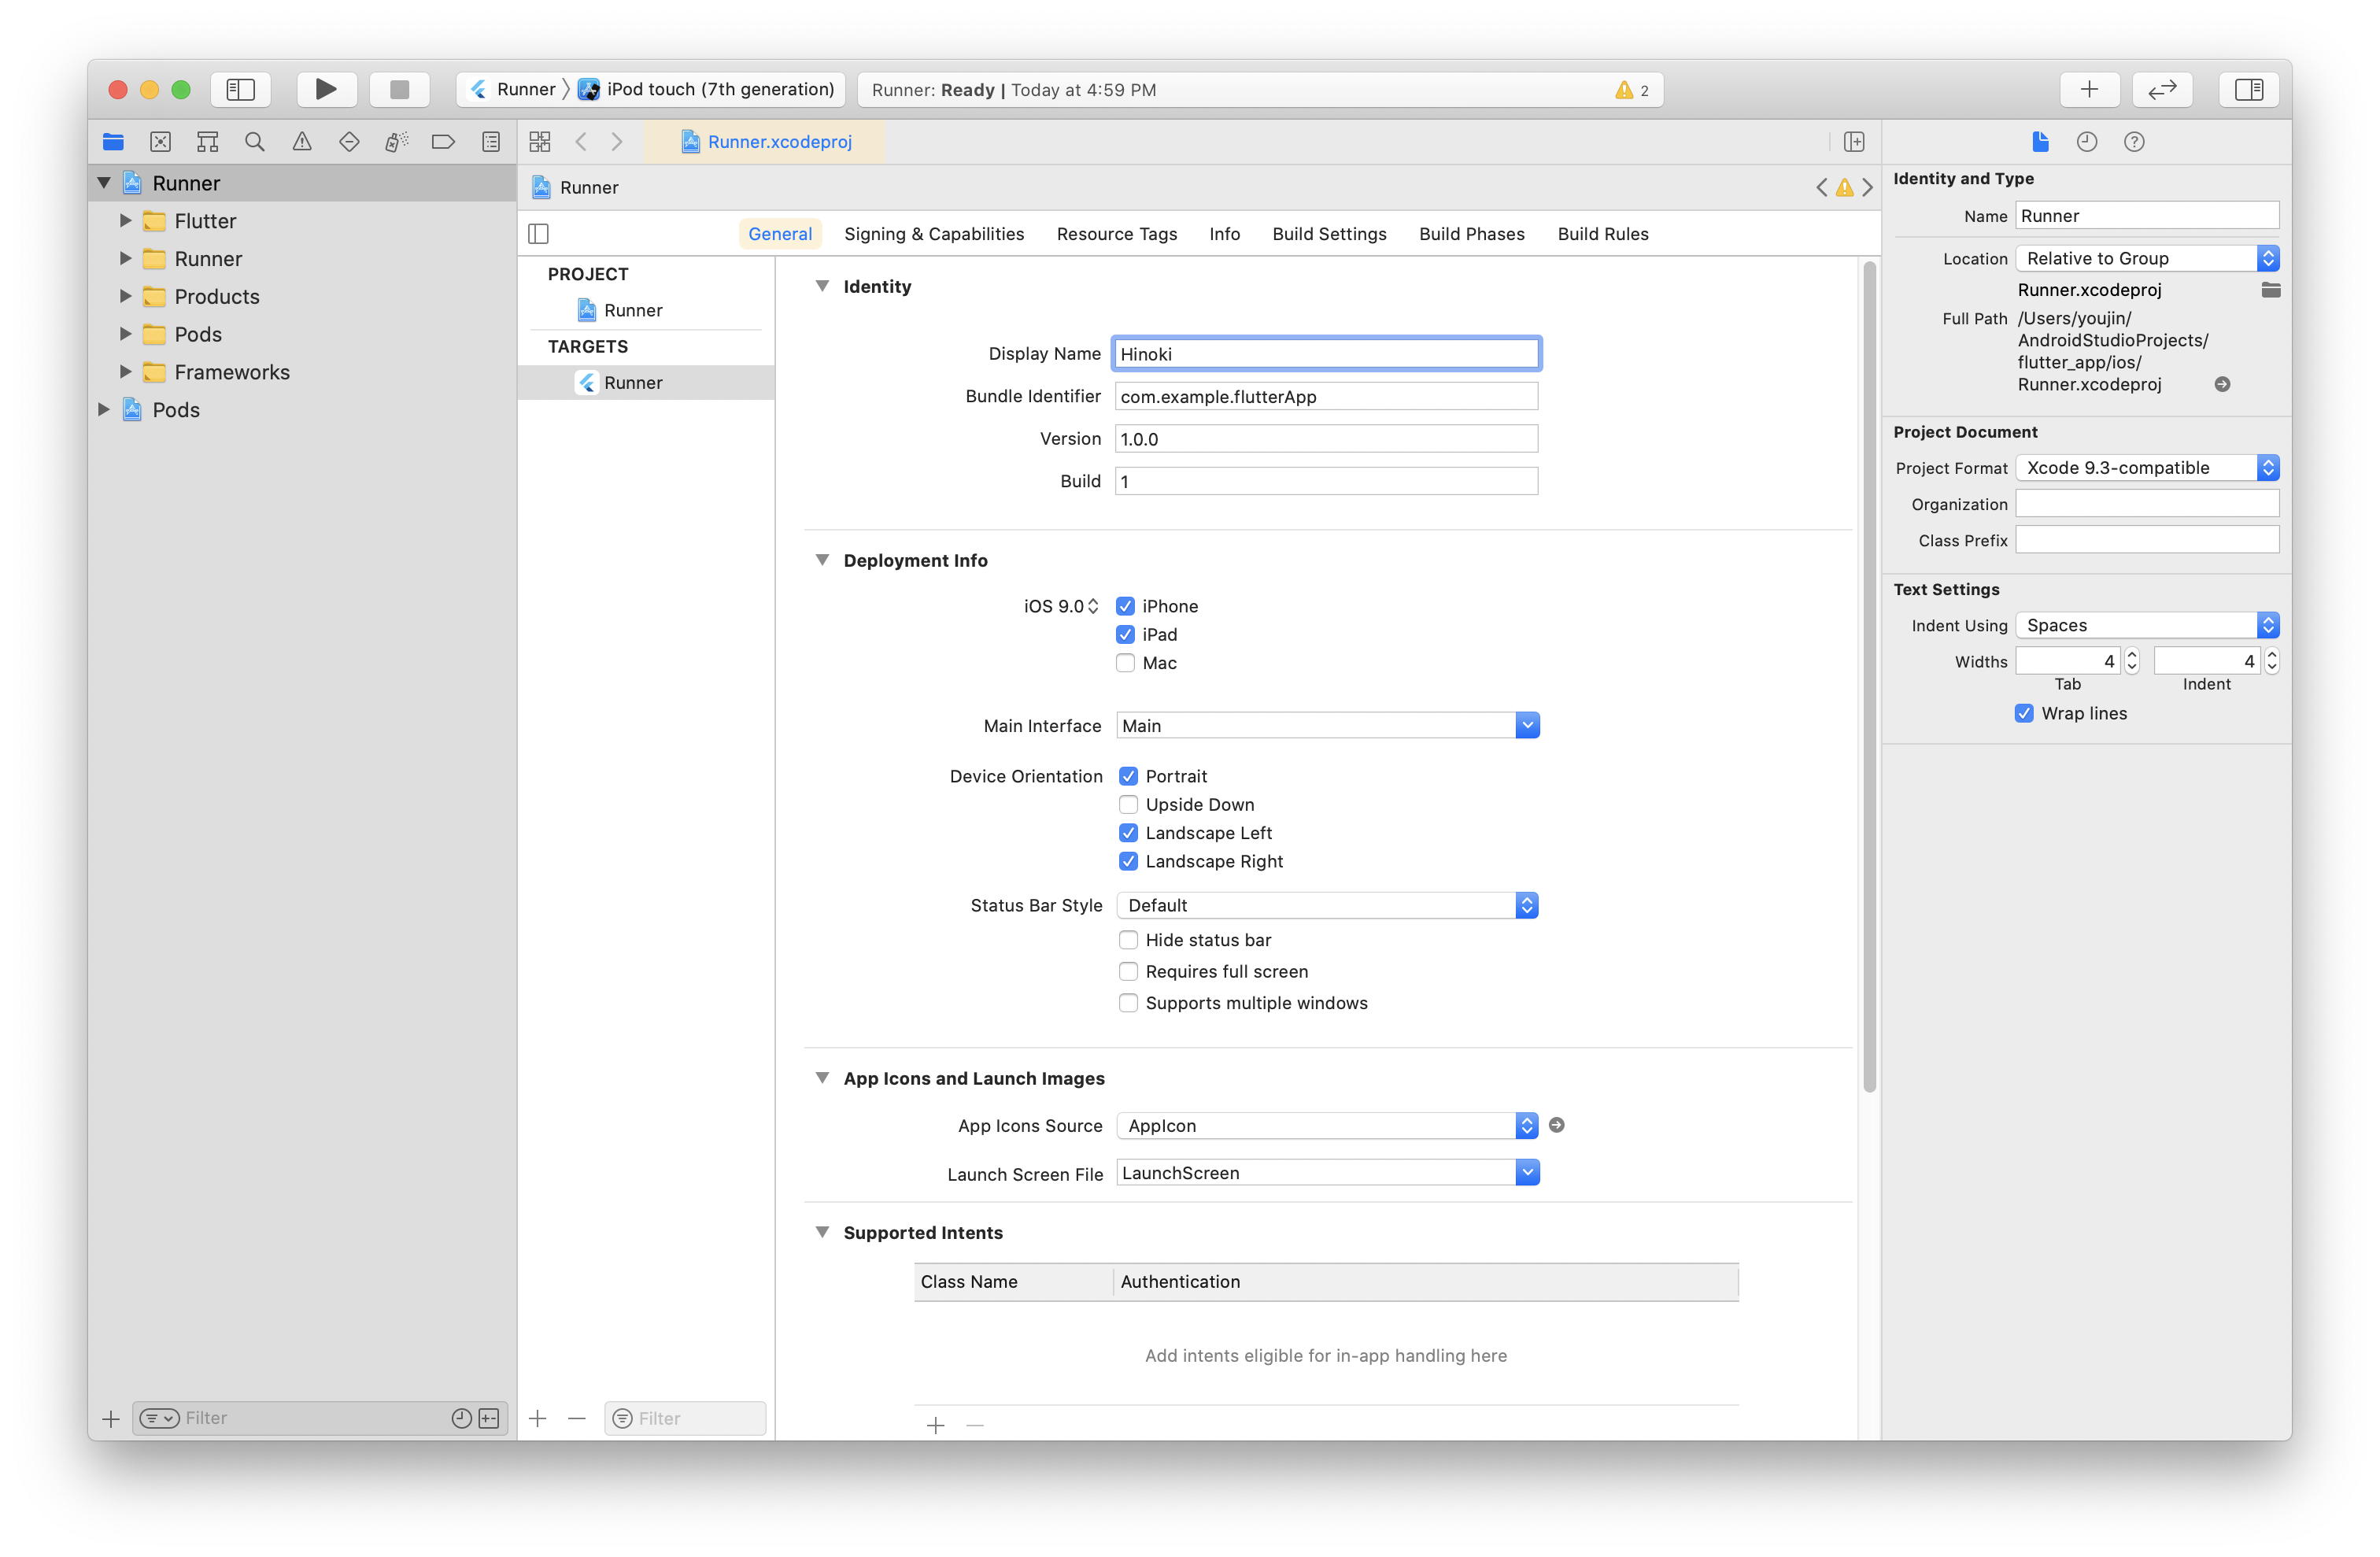 Runner 〉 iPod touch (7th generation)
Runner: Ready | Today at 4:59 PM
2
Runner
Flutter
Runner
Products
Pods
Frameworks
Pods
Filter
Runner.xcodeproj
Runner
General
Signing & Capabilities
Resource Tags
Info
Build Settings
Build Phases
Build Rules
PROJECT
Runner
TARGETS
Runner
Filter
Identity
Display Name Hinoki
Bundle Identifier com.example.flutterApp
Version 1.0.0
Build 1
Deployment Info
iOS 9.0 iPhone
iPad
Mac
Main Interface Main
Device Orientation Portrait
Upside Down
Landscape Left
Landscape Right
Status Bar Style Default
Hide status bar
Requires full screen
Supports multiple windows
App Icons and Launch Images
App Icons Source AppIcon
Launch Screen File LaunchScreen
Supported Intents
Class Name Authentication
Add intents eligible for in-app handling here
Identity and Type
Name Runner
Location Relative to Group
Runner.xcodeproj
Full Path /Users/youjin/
AndroidStudioProjects/
flutter_app/ios/
Runner.xcodeproj
Project Document
Project Format Xcode 9.3-compatible
Organization
Class Prefix
Text Settings
Indent Using Spaces
Widths 4 4
Tab Indent
Wrap lines